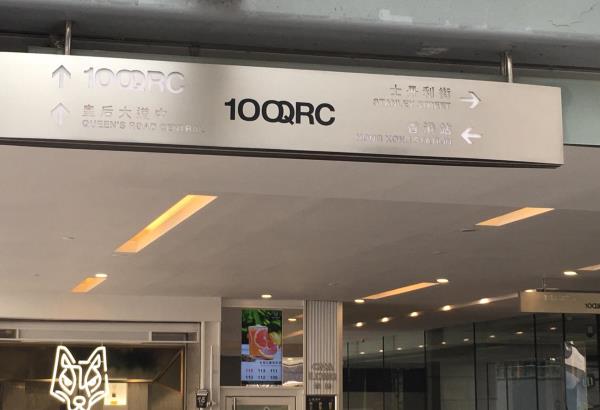 100QRC
皇后大道中
QUEEN'S ROAD CENTRAL
100QRC
士丹利街
STANLEY STREET
香港站
HONG KONG STATION
100QRC